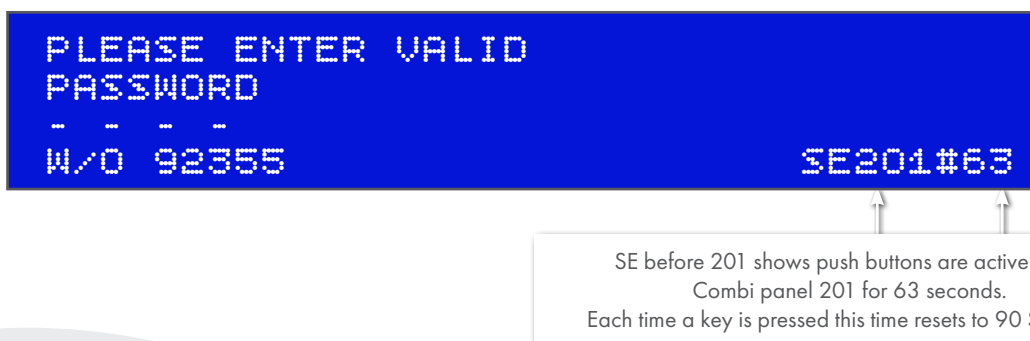 PLEASE ENTER VALID
PASSWORD
- - - -
W/O 92355 SE201#63
SE before 201 shows push buttons are active
Combi panel 201 for 63 seconds.
Each time a key is pressed this time resets to 90